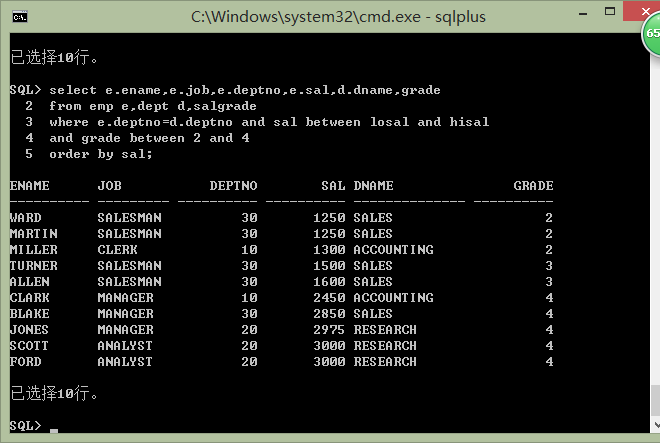 C:\Windows\system32\cmd.exe - sqlplus
65
已选择10行。
SQL> select e.ename,e.job,e.deptno,e.sal,d.dname,grade
2 from emp e,dept d,salgrade
3 where e.deptno=d.deptno and sal between losal and hisal
4 and grade between 2 and 4
5 order by sal;
ENAME JOB DEPTNO SAL DNAME GRADE
---------- --------- ---------- ---------- -------------- ----------
WARD SALESMAN 30 1250 SALES 2
MARTIN SALESMAN 30 1250 SALES 2
MILLER CLERK 10 1300 ACCOUNTING 2
TURNER SALESMAN 30 1500 SALES 3
ALLEN SALESMAN 30 1600 SALES 3
CLARK MANAGER 10 2450 ACCOUNTING 4
BLAKE MANAGER 30 2850 SALES 4
JONES MANAGER 20 2975 RESEARCH 4
SCOTT ANALYST 20 3000 RESEARCH 4
FORD ANALYST 20 3000 RESEARCH 4
已选择10行。
SQL> _